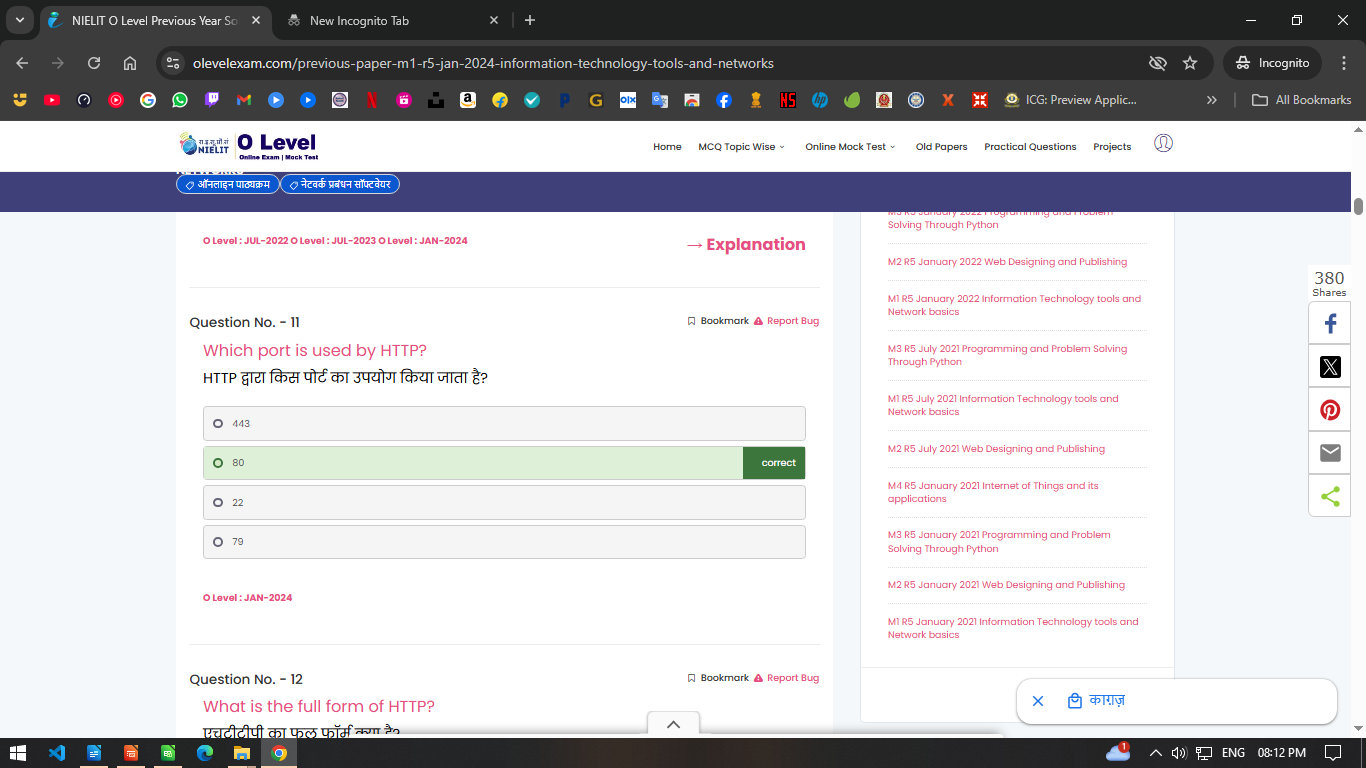 NIELIT O Level Previous Year So
New Incognito Tab
olevelexam.com/previous-paper-m1-r5-jan-2024-information-technology-tools-and-networks
Incognito
ICG: Preview Applic...
All Bookmarks
रा.इ.सू.प्रौ.सं
NIELIT
O Level
Online Exam | Mock Test
Home
MCQ Topic Wise
Online Mock Test
Old Papers
Practical Questions
Projects
ऑनलाइन पाठ्यक्रम
नेटवर्क प्रबंधन सॉफ्टवेयर
O Level : JUL-2022 O Level : JUL-2023 O Level : JAN-2024
→ Explanation
Question No. - 11
Bookmark
Report Bug
Which port is used by HTTP?
HTTP द्वारा किस पोर्ट का उपयोग किया जाता है?
443
80
correct
22
79
O Level : JAN-2024
Question No. - 12
Bookmark
Report Bug
What is the full form of HTTP?
एचटीटीपी का फुल फॉर्म क्या है?
M3 R5 January 2022 Programming and Problem
Solving Through Python
M2 R5 January 2022 Web Designing and Publishing
M1 R5 January 2022 Information Technology tools and
Network basics
M3 R5 July 2021 Programming and Problem Solving
Through Python
M1 R5 July 2021 Information Technology tools and
Network basics
M2 R5 July 2021 Web Designing and Publishing
M4 R5 January 2021 Internet of Things and its
applications
M3 R5 January 2021 Programming and Problem
Solving Through Python
M2 R5 January 2021 Web Designing and Publishing
M1 R5 January 2021 Information Technology tools and
Network basics
380
Shares
काग़ज़
1
ENG
08:12 PM